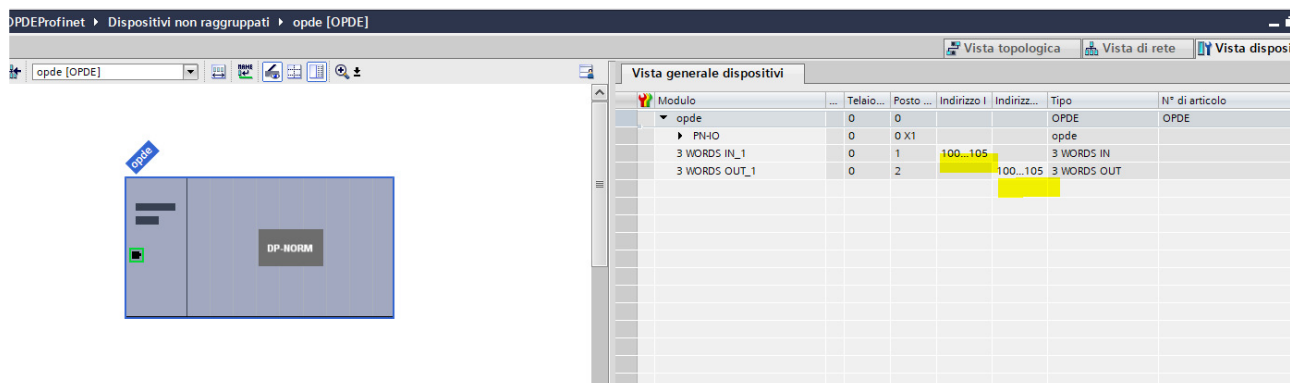 OPDEProfinet ▸ Dispositivi non raggruppati ▸ opde [OPDE]
Vista topologica Vista di rete Vista disposi
opde [OPDE]
Vista generale dispositivi
Modulo ... Telaio... Posto ... Indirizzo I Indirizz... Tipo N° di articolo
opde 0 0 OPDE OPDE
PN-IO 0 0 X1 opde
3 WORDS IN_1 0 1 100...105 3 WORDS IN
3 WORDS OUT_1 0 2 100...105 3 WORDS OUT
opde
DP-NORM